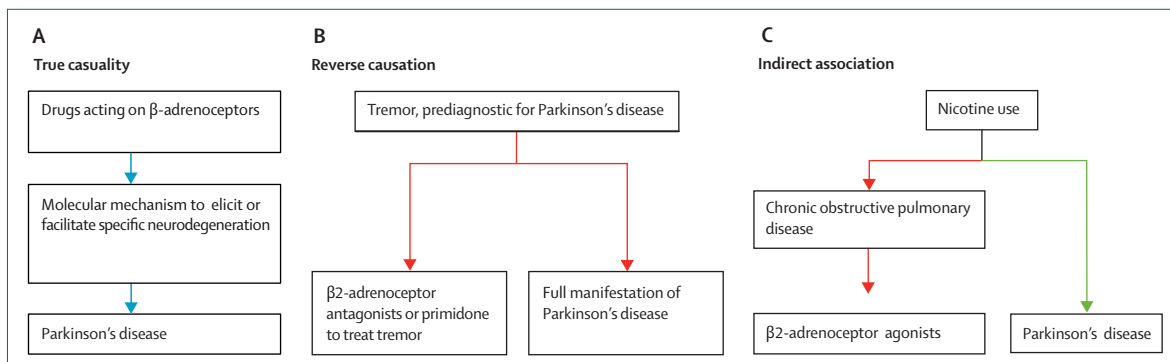 A
True casuality
Drugs acting on β-adrenoceptors
Molecular mechanism to elicit or
facilitate specific neurodegeneration
Parkinson's disease
B
Reverse causation
Tremor, prediagnostic for Parkinson's disease
β2-adrenoceptor
antagonists or primidone
to treat tremor
Full manifestation of
Parkinson's disease
C
Indirect association
Nicotine use
Chronic obstructive pulmonary
disease
β2-adrenoceptor agonists
Parkinson's disease